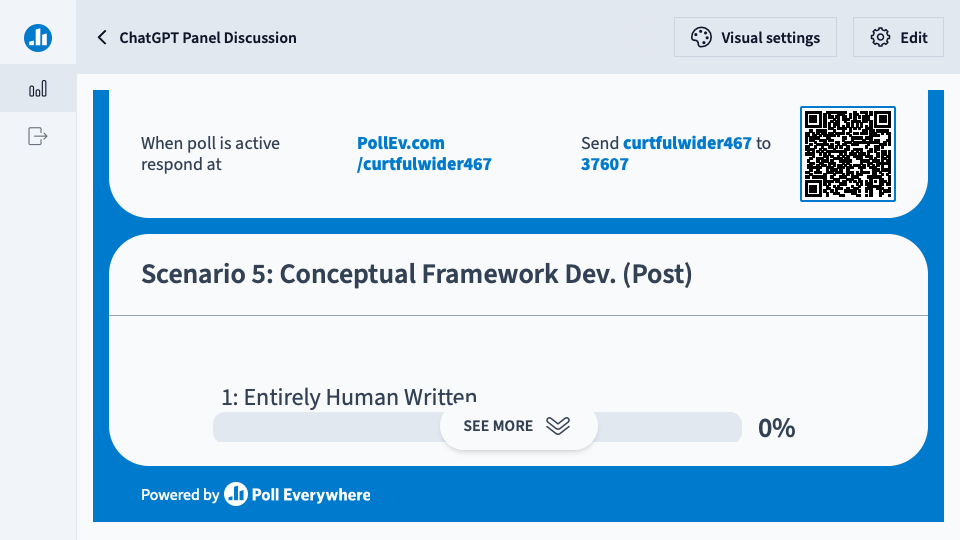 ChatGPT Panel Discussion
Visual settings
Edit
When poll is active
respond at
PollEv.com
/curtfulwider467
Send curtfulwider467 to
37607
Scenario 5: Conceptual Framework Dev. (Post)
1: Entirely Human Written
0%
SEE MORE
Powered by Poll Everywhere